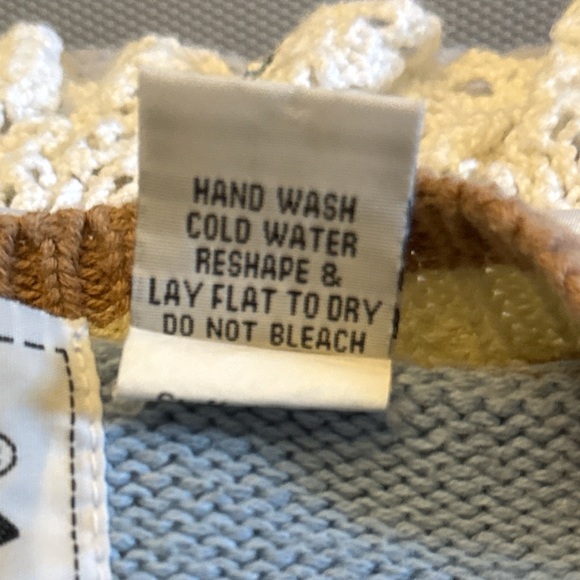 HAND WASH
COLD WATER
RESHAPE &
LAY FLAT TO DRY
DO NOT BLEACH